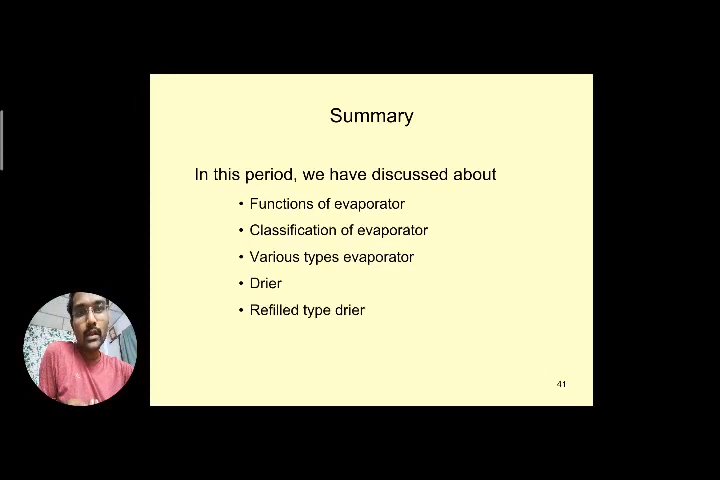 Summary
In this period, we have discussed about
• Functions of evaporator
• Classification of evaporator
• Various types evaporator
• Drier
• Refilled type drier
41